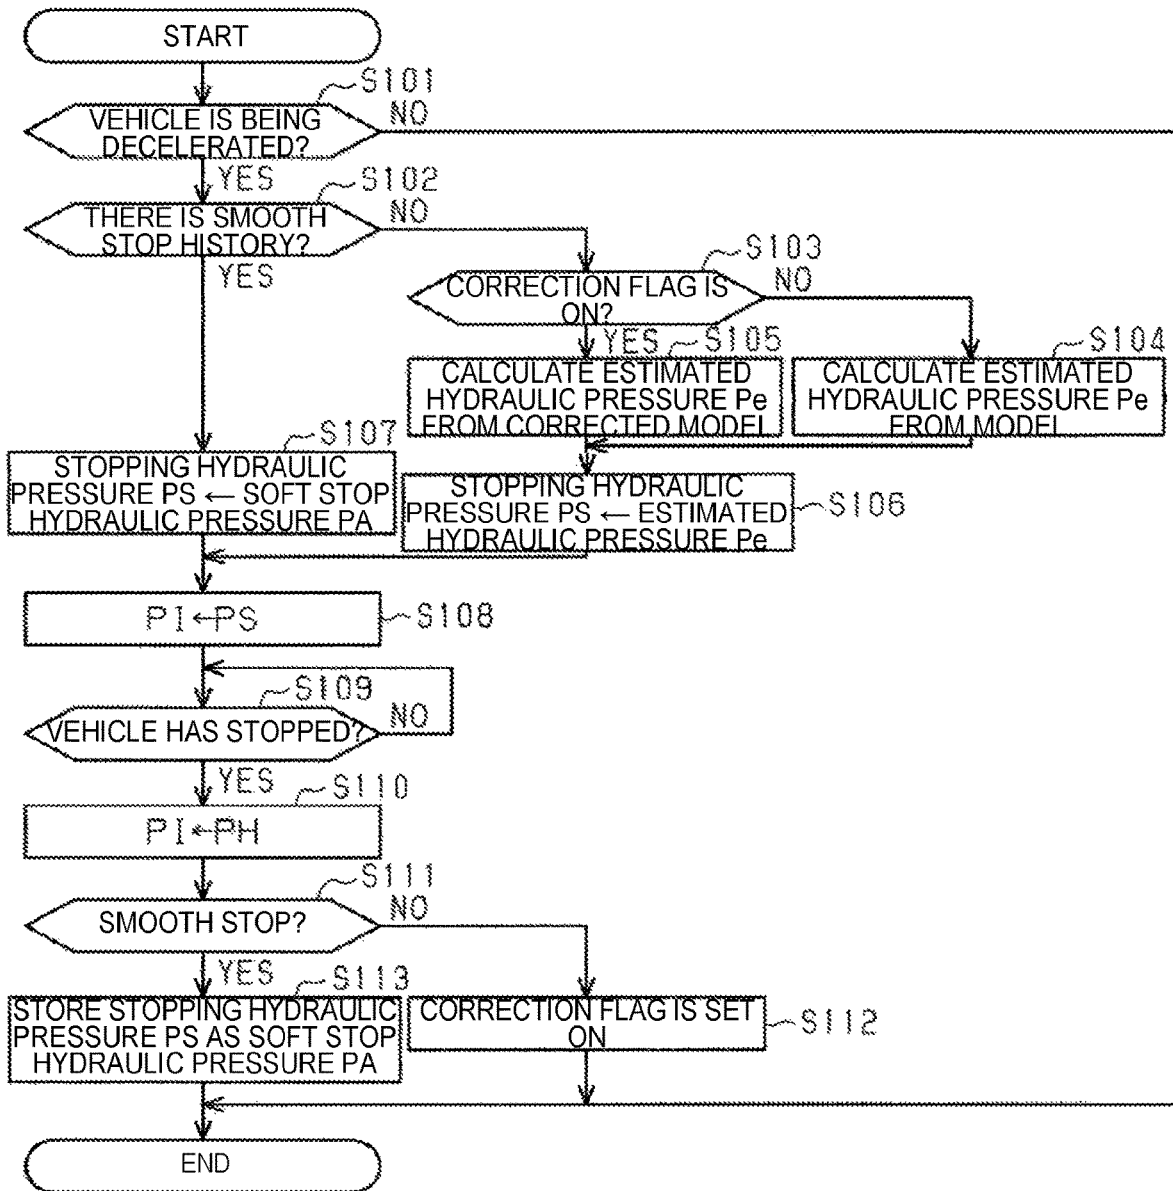 START
S101
VEHICLE IS BEING
DECELERATED?
NO
YES
S102
THERE IS SMOOTH
STOP HISTORY?
NO
YES
S103
CORRECTION FLAG IS
ON?
NO
YES
S105
S104
CALCULATE ESTIMATED
HYDRAULIC PRESSURE Pe
FROM CORRECTED MODEL
CALCULATE ESTIMATED
HYDRAULIC PRESSURE Pe
FROM MODEL
S107
STOPPING HYDRAULIC
PRESSURE PS ← SOFT STOP
HYDRAULIC PRESSURE PA
STOPPING HYDRAULIC
PRESSURE PS ← ESTIMATED
HYDRAULIC PRESSURE Pe
S106
PI←PS
S108
S109
VEHICLE HAS STOPPED?
NO
YES
S110
PI←PH
S111
SMOOTH STOP?
NO
YES
S113
STORE STOPPING HYDRAULIC
PRESSURE PS AS SOFT STOP
HYDRAULIC PRESSURE PA
CORRECTION FLAG IS SET
ON
S112
END